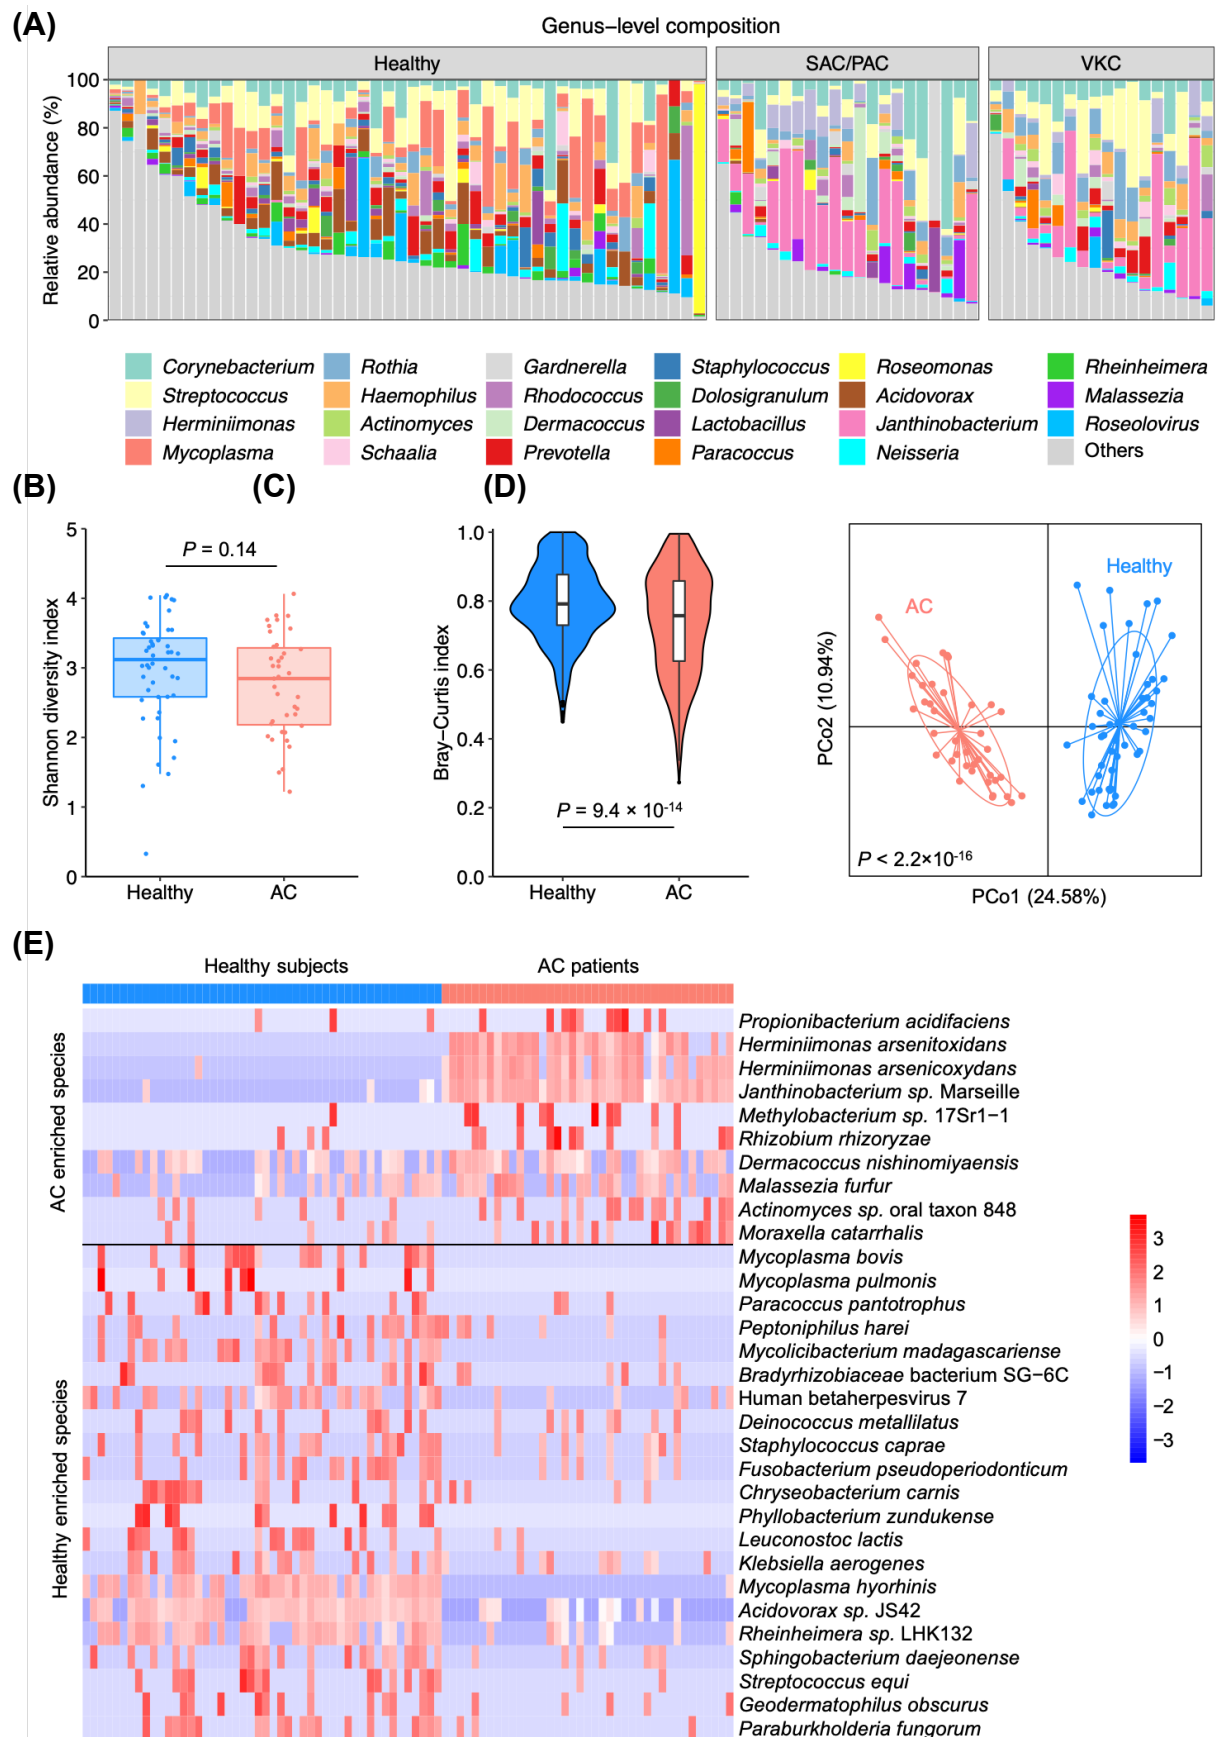 (A)
Genus−level composition
Healthy
SAC/PAC
VKC
Relative abundance (%)
100
80
60
40
20
0
Corynebacterium
Rothia
Gardnerella
Staphylococcus
Roseomonas
Rheinheimera
Streptococcus
Haemophilus
Rhodococcus
Dolosigranulum
Acidovorax
Malassezia
Herminiimonas
Actinomyces
Dermacoccus
Lactobacillus
Janthinobacterium
Roseolovirus
Mycoplasma
Schaalia
Prevotella
Paracoccus
Neisseria
Others
(B)
(C)
(D)
Shannon diversity index
5
4
3
2
1
0
P = 0.14
Healthy
AC
Bray−Curtis index
1.0
0.8
0.6
0.4
0.2
0.0
P = 9.4 × 10-14
Healthy
AC
PCo2 (10.94%)
AC
Healthy
P < 2.2×10-16
PCo1 (24.58%)
(E)
Healthy subjects
AC patients
AC enriched species
Propionibacterium acidifaciens
Herminiimonas arsenitoxidans
Herminiimonas arsenicoxydans
Janthinobacterium sp. Marseille
Methylobacterium sp. 17Sr1−1
Rhizobium rhizoryzae
Dermacoccus nishinomiyaensis
Malassezia furfur
Actinomyces sp. oral taxon 848
Moraxella catarrhalis
Healthy enriched species
Mycoplasma bovis
Mycoplasma pulmonis
Paracoccus pantotrophus
Peptoniphilus harei
Mycolicibacterium madagascariense
Bradyrhizobiaceae bacterium SG−6C
Human betaherpesvirus 7
Deinococcus metallilatus
Staphylococcus caprae
Fusobacterium pseudoperiodonticum
Chryseobacterium carnis
Phyllobacterium zundukense
Leuconostoc lactis
Klebsiella aerogenes
Mycoplasma hyorhinis
Acidovorax sp. JS42
Rheinheimera sp. LHK132
Sphingobacterium daejeonense
Streptococcus equi
Geodermatophilus obscurus
Paraburkholderia fungorum
3
2
1
0
−1
−2
−3